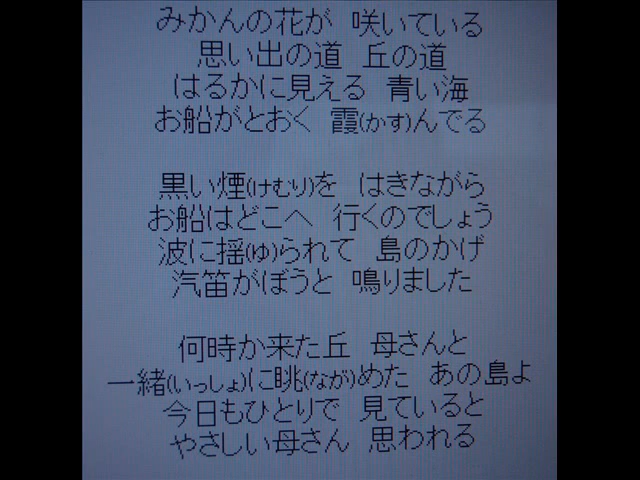 みかんの花が 咲いている
思い出の道 丘の道
はるかに見える 青い海
お船がとおく 霞(かす)んでる
黒い煙(けむり)を はきながら
お船はどこへ 行くのでしょう
波に揺(ゆ)られて 島のかげ
汽笛がぼうと 鳴りました
何時か来た丘 母さんと
一緒(いっしょ)に眺(なが)めた あの島よ
今日もひとりで 見ていると
やさしい母さん 思われる